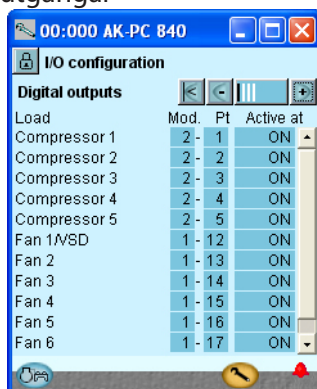 00:000 AK-PC 840
I/O configuration
Digital outputs
Load Mod. Pt Active at
Compressor 1 2 - 1 ON
Compressor 2 2 - 2 ON
Compressor 3 2 - 3 ON
Compressor 4 2 - 4 ON
Compressor 5 2 - 5 ON
Fan 1/VSD 1 - 12 ON
Fan 2 1 - 13 ON
Fan 3 1 - 14 ON
Fan 4 1 - 15 ON
Fan 5 1 - 16 ON
Fan 6 1 - 17 ON